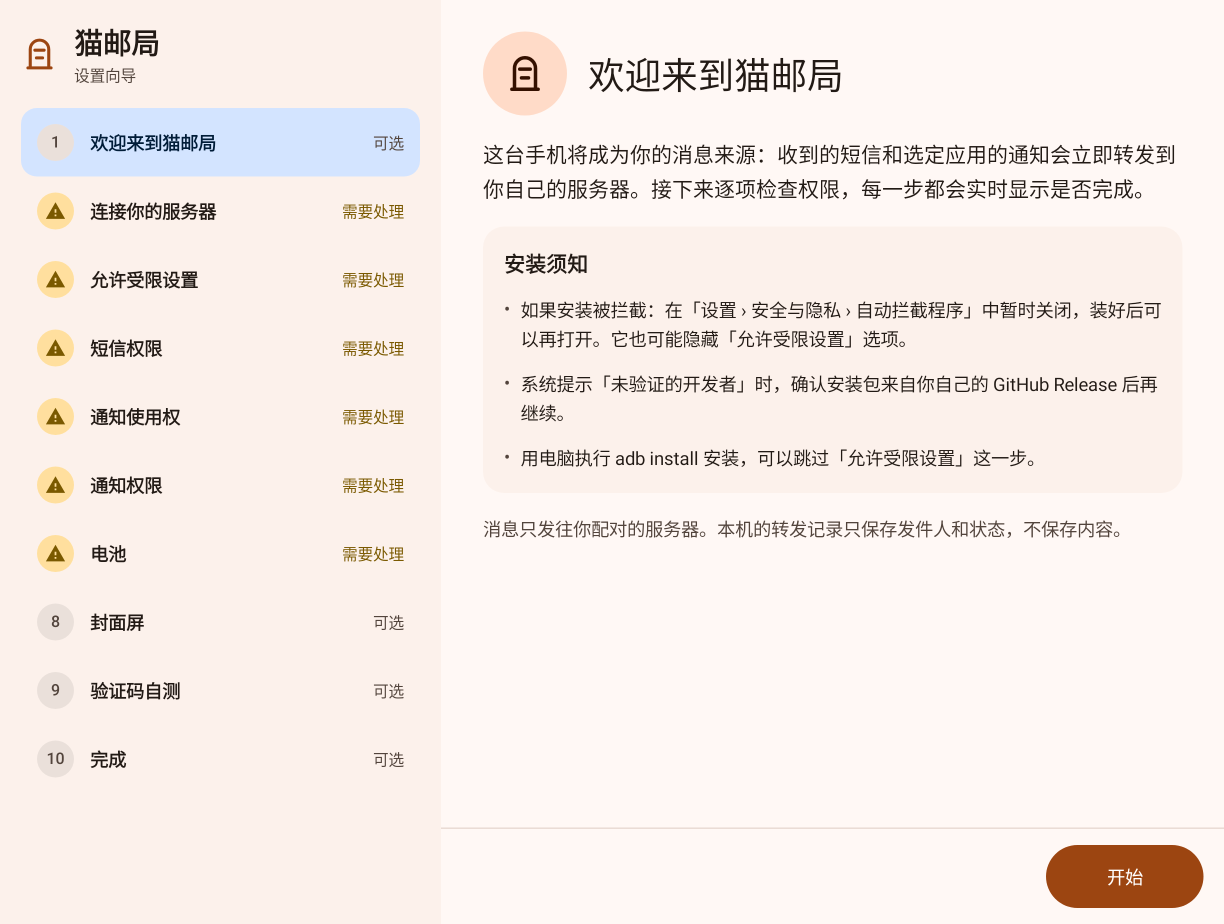 猫邮局
设置向导
1 欢迎来到猫邮局 可选
连接你的服务器 需要处理
允许受限设置 需要处理
短信权限 需要处理
通知使用权 需要处理
通知权限 需要处理
电池 需要处理
8 封面屏 可选
9 验证码自测 可选
10 完成 可选
欢迎来到猫邮局
这台手机将成为你的消息来源：收到的短信和选定应用的通知会立即转发到
你自己的服务器。接下来逐项检查权限，每一步都会实时显示是否完成。
安装须知
• 如果安装被拦截：在「设置 › 安全与隐私 › 自动拦截程序」中暂时关闭，装好后可
以再打开。它也可能隐藏「允许受限设置」选项。
• 系统提示「未验证的开发者」时，确认安装包来自你自己的 GitHub Release 后再
继续。
• 用电脑执行 adb install 安装，可以跳过「允许受限设置」这一步。
消息只发往你配对的服务器。本机的转发记录只保存发件人和状态，不保存内容。
开始